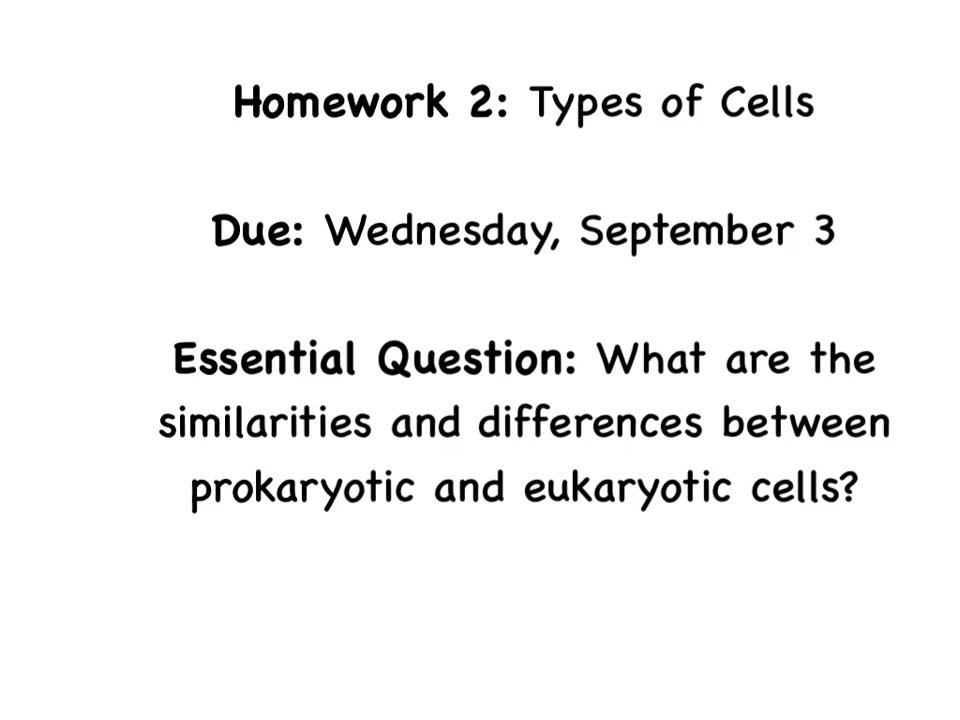 Homework 2: Types of Cells
Due: Wednesday, September 3
Essential Question: What are the
similarities and differences between
prokaryotic and eukaryotic cells?